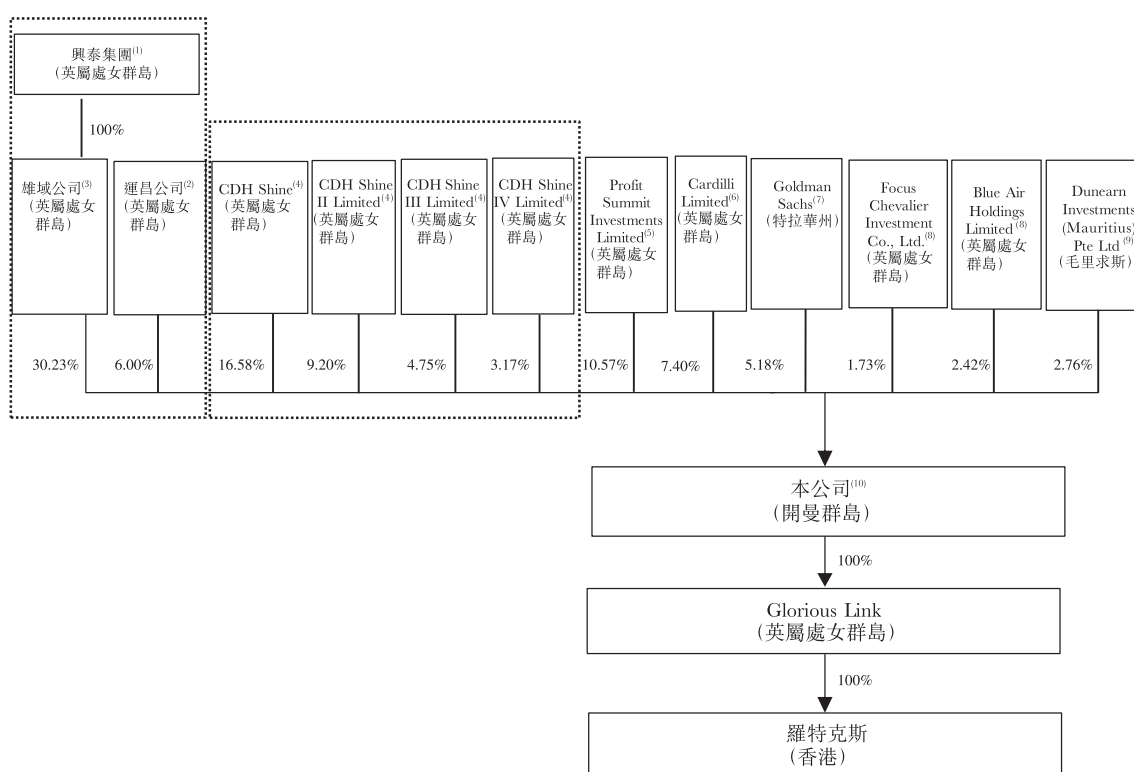 興泰集團(1)
(英屬處女群島)
100%
雄域公司(3)
(英屬處女
群島)
運昌公司(2)
(英屬處女
群島)
CDH Shine(4)
(英屬處女
群島)
CDH Shine
II Limited(4)
(英屬處女
群島)
CDH Shine
III Limited(4)
(英屬處女
群島)
CDH Shine
IV Limited(4)
(英屬處女
群島)
Profit
Summit
Investments
Limited(5)
(英屬處女
群島)
Cardilli
Limited(6)
(英屬處女
群島)
Goldman
Sachs(7)
(特拉華州)
Focus
Chevalier
Investment
Co., Ltd.(8)
(英屬處女
群島)
Blue Air
Holdings
Limited(8)
(英屬處女
群島)
Dunearn
Investments
(Mauritius)
Pte Ltd(9)
(毛里求斯)
30.23%
6.00%
16.58%
9.20%
4.75%
3.17%
10.57%
7.40%
5.18%
1.73%
2.42%
2.76%
本公司(10)
(開曼群島)
100%
Glorious Link
(英屬處女群島)
100%
羅特克斯
(香港)